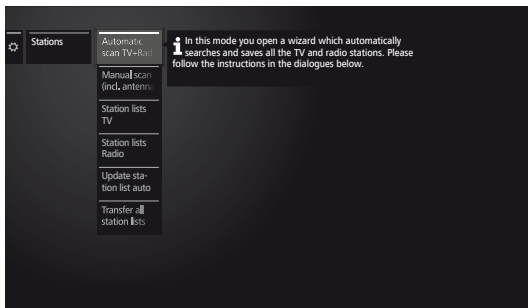 Stations
Automatic
scan TV+Rad
Manual scan
(incl. antenna
Station lists
TV
Station lists
Radio
Update sta-
tion list auto
Transfer all
station lists
i In this mode you open a wizard which automatically
searches and saves all the TV and radio stations. Please
follow the instructions in the dialogues below.